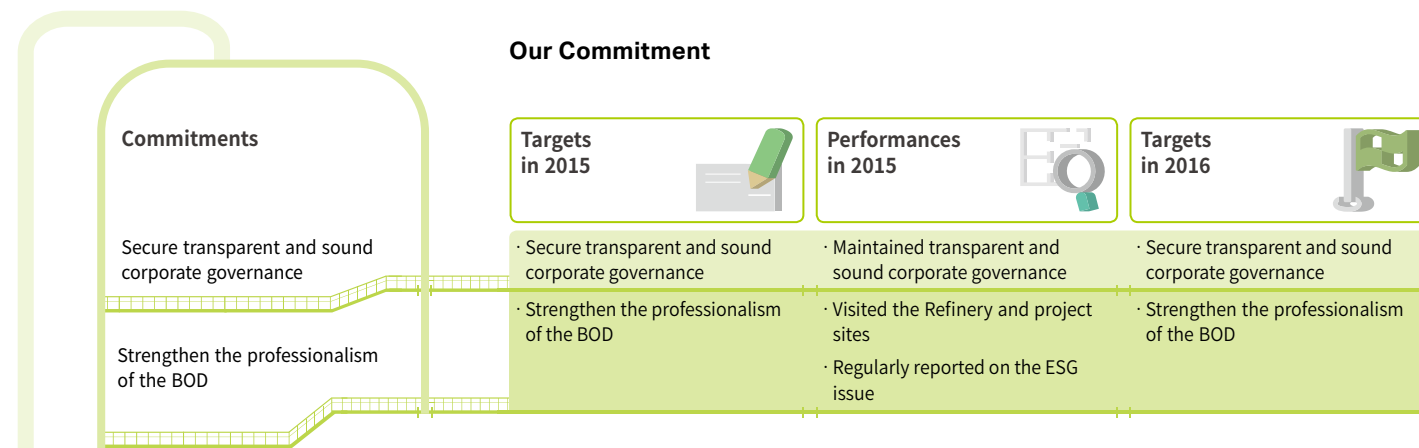 Our Commitment
Commitments
Targets
in 2015
Performances
in 2015
Targets
in 2016
Secure transparent and sound
corporate governance
· Secure transparent and sound
corporate governance
· Maintained transparent and
sound corporate governance
· Secure transparent and sound
corporate governance
Strengthen the professionalism
of the BOD
· Strengthen the professionalism
of the BOD
· Visited the Refinery and project
sites
· Regularly reported on the ESG
issue
· Strengthen the professionalism
of the BOD